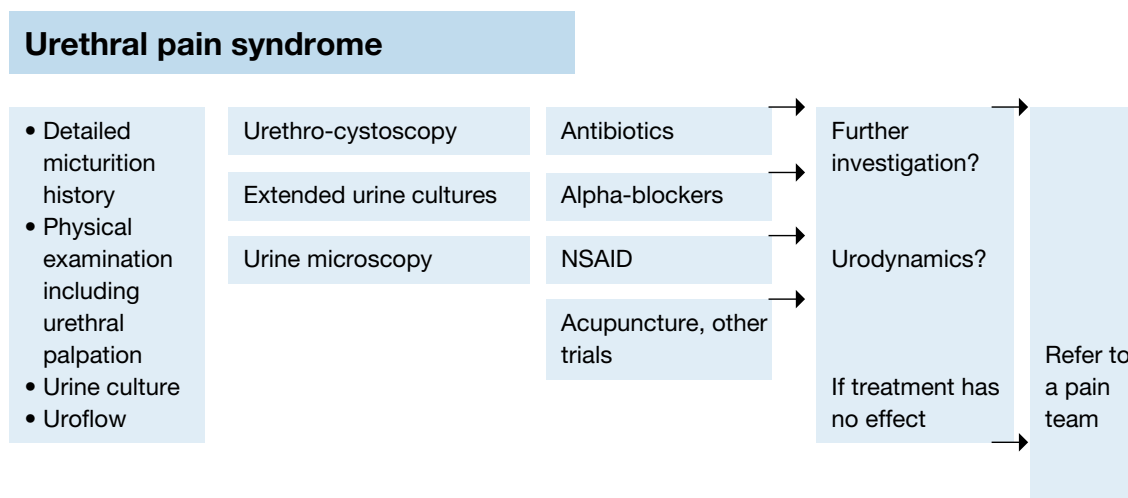 Urethral pain syndrome
• Detailed
micturition
history
• Physical
examination
including
urethral
palpation
• Urine culture
• Uroflow
Urethro-cystoscopy
Extended urine cultures
Urine microscopy
Antibiotics
Alpha-blockers
NSAID
Acupuncture, other
trials
Further
investigation?
Urodynamics?
If treatment has
no effect
Refer to
a pain
team